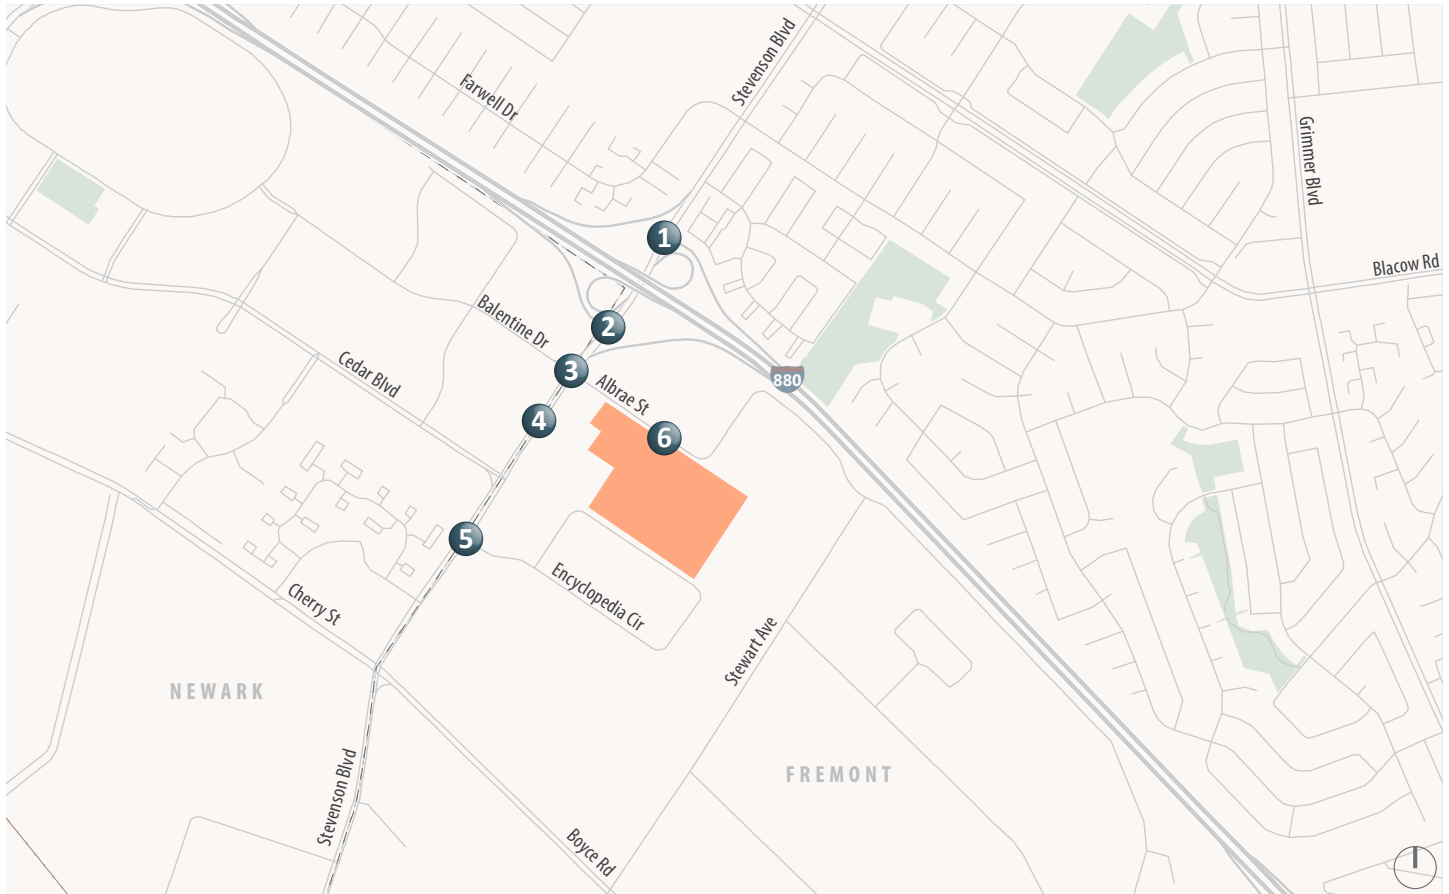 Stevenson Blvd
Farwell Dr
Grimmer Blvd
1
Blacow Rd
Balentine Dr
2
Cedar Blvd
3
Albrae St
880
4
6
5
Encyclopedia Cir
Cherry St
Stewart Ave
NEWARK
FREMONT
Stevenson Blvd
Boyce Rd